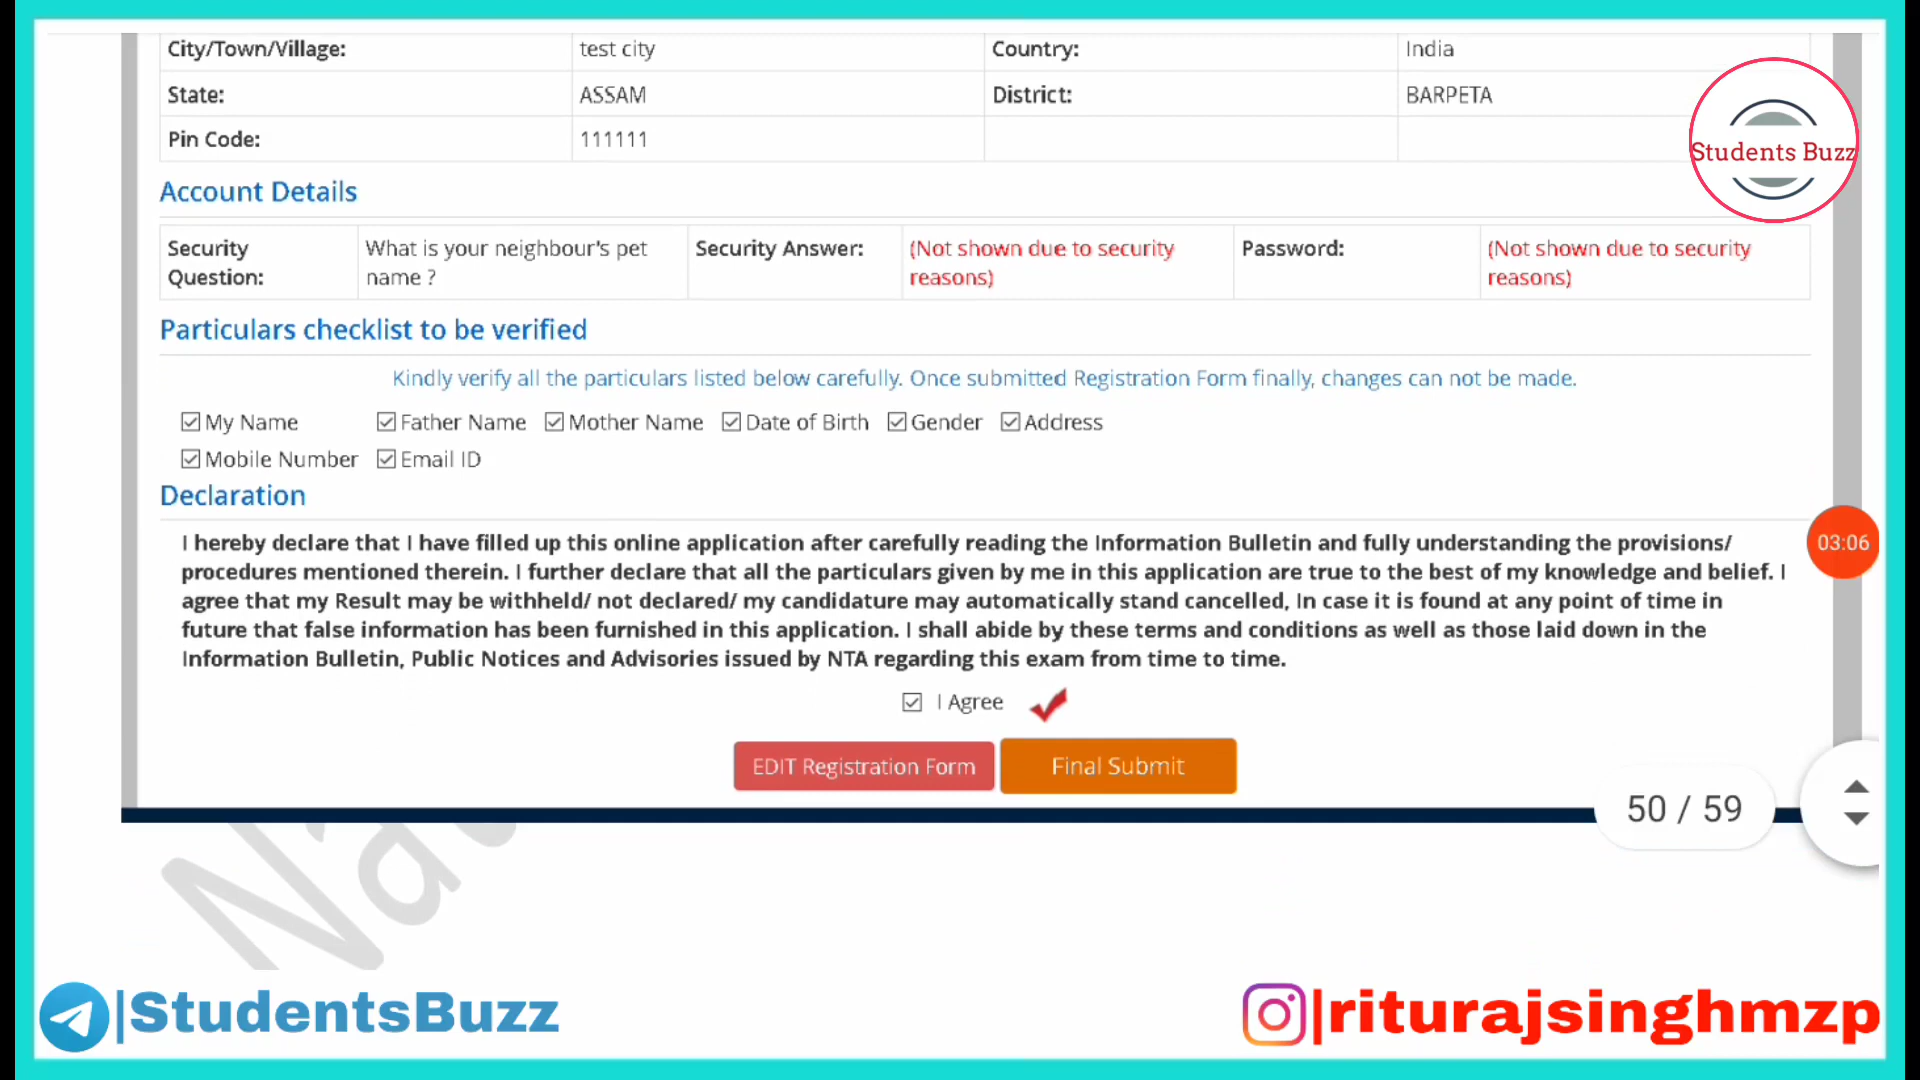 City/Town/Village: test city Country: India
State: ASSAM District: BARPETA
Pin Code: 111111
Students Buzz
Account Details
Security Question: What is your neighbour's pet name ? Security Answer: (Not shown due to security reasons) Password: (Not shown due to security reasons)
Particulars checklist to be verified
Kindly verify all the particulars listed below carefully. Once submitted Registration Form finally, changes can not be made.
My Name Father Name Mother Name Date of Birth Gender Address
Mobile Number Email ID
Declaration
I hereby declare that I have filled up this online application after carefully reading the Information Bulletin and fully understanding the provisions/
procedures mentioned therein. I further declare that all the particulars given by me in this application are true to the best of my knowledge and belief. I
agree that my Result may be withheld/ not declared/ my candidature may automatically stand cancelled, In case it is found at any point of time in
future that false information has been furnished in this application. I shall abide by these terms and conditions as well as those laid down in the
Information Bulletin, Public Notices and Advisories issued by NTA regarding this exam from time to time.
03:06
I Agree
EDIT Registration Form Final Submit
50 / 59
|StudentsBuzz
|riturajsinghmzp